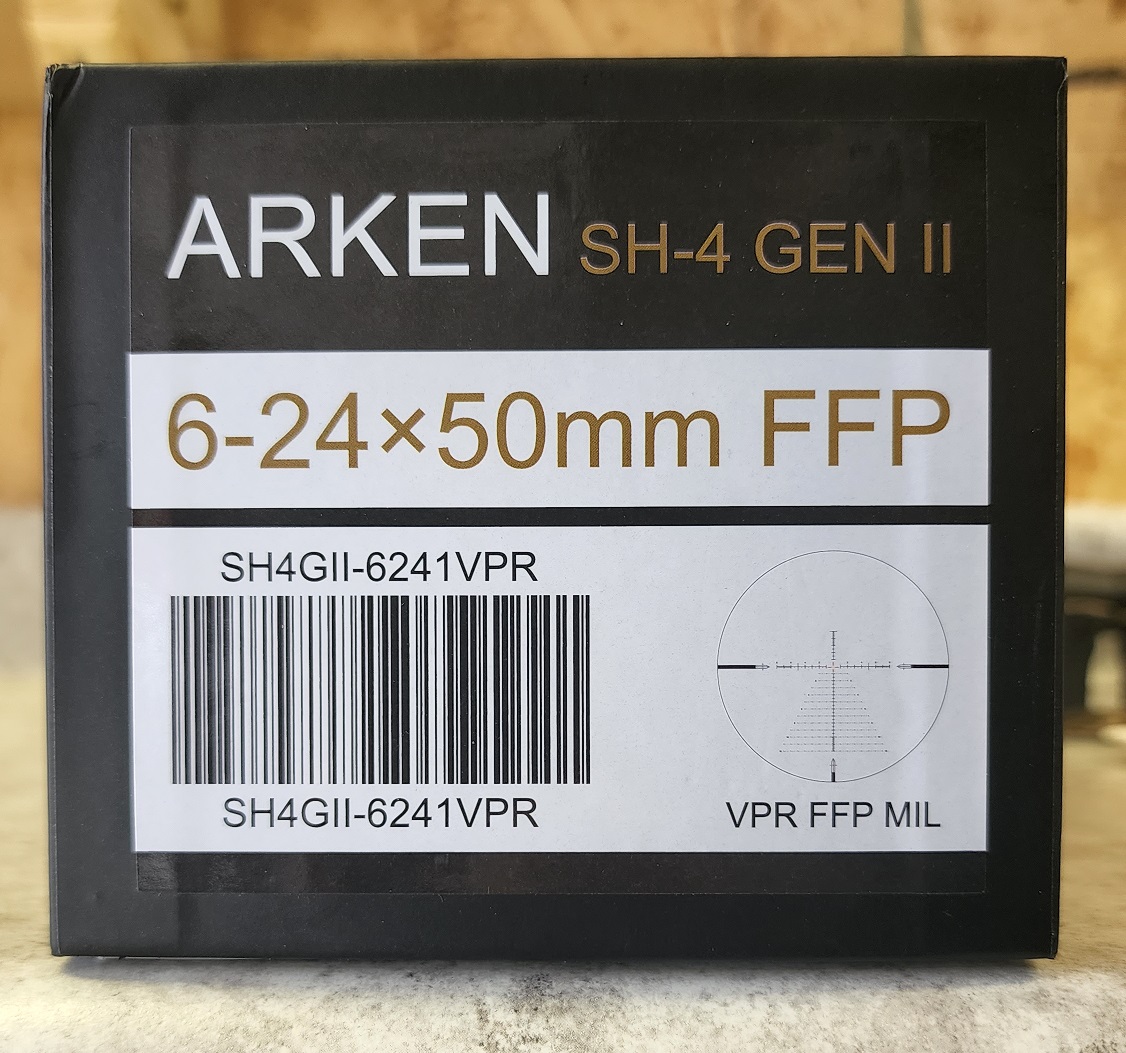 ARKEN SH-4 GEN II
6-24×50mm FFP
SH4GII-6241VPR
SH4GII-6241VPR
VPR FFP MIL